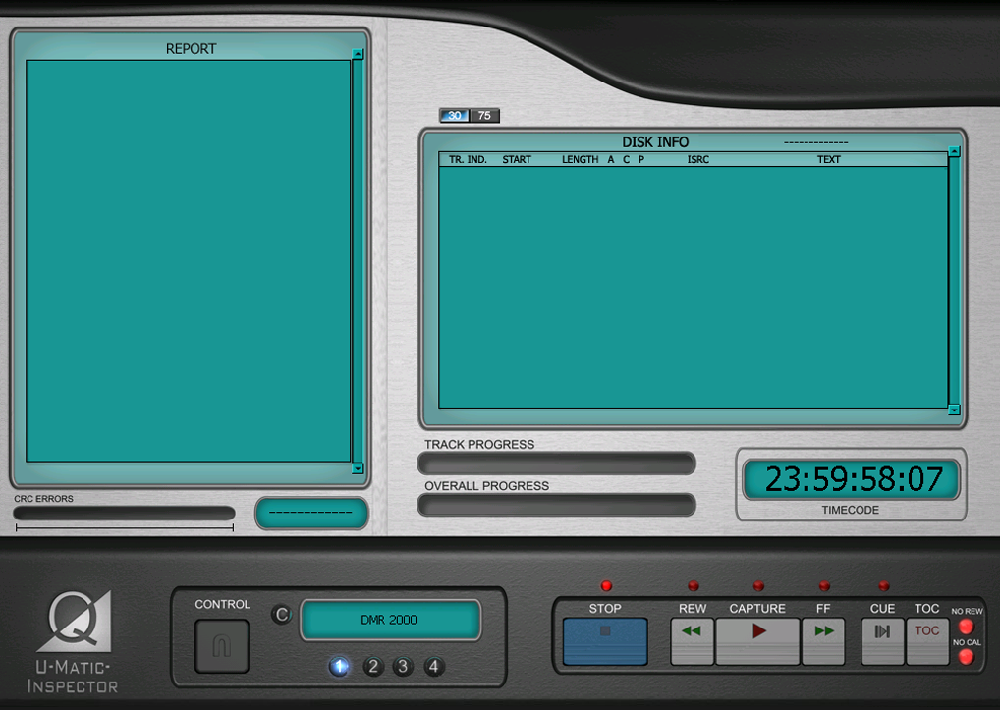 REPORT
30 75
DISK INFO -------------
TR. IND. START LENGTH A C P ISRC TEXT
TRACK PROGRESS
OVERALL PROGRESS
23:59:58:07
TIMECODE
CRC ERRORS
------------
CONTROL
C
DMR 2000
1 2 3 4
U-MATIC-
INSPECTOR
STOP REW CAPTURE FF CUE TOC
TOC
NO REW
NO CAL